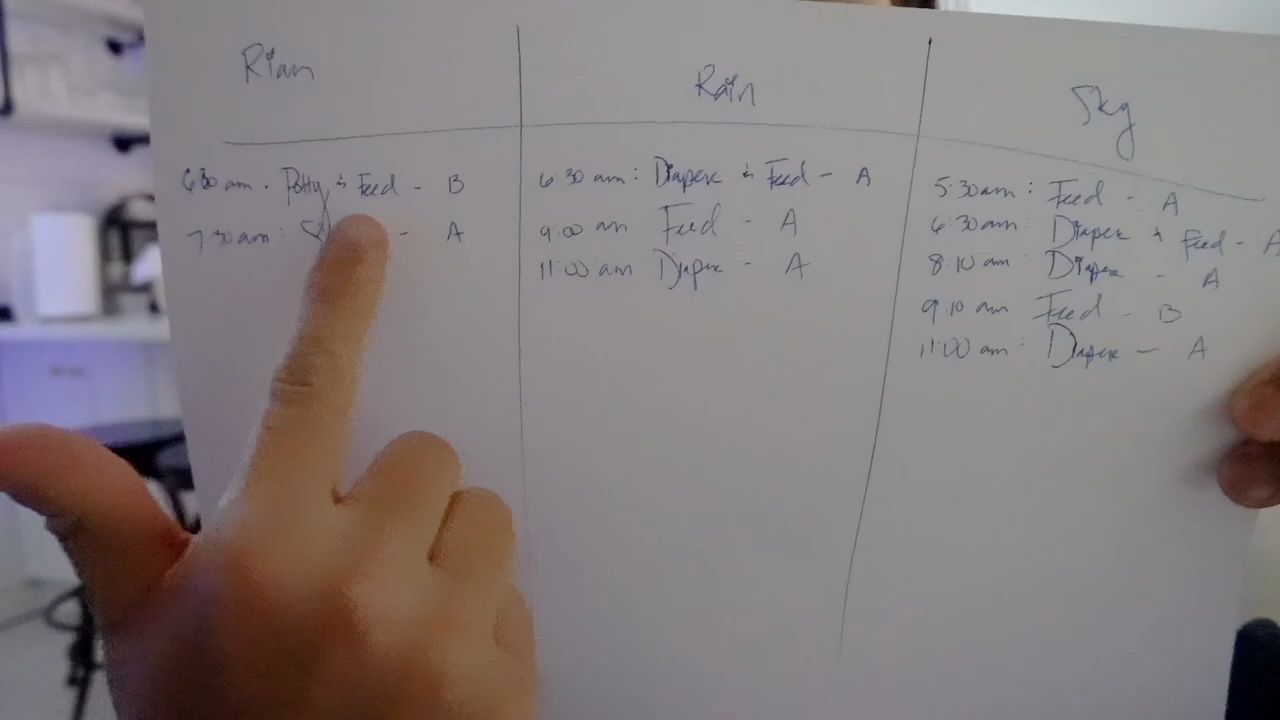 Rian
6:30 am. Potty & Feed - B
7:30 am: - A
Rain
6:30 am: Diaper & Feed - A
9:00 am Feed - A
11:00 am Diaper - A
Sky
5:30 am: Feed - A
6:30 am: Diaper & Feed - A
8:10 am: Diaper - A
9:10 am Feed - B
11:00 am: Diaper - A